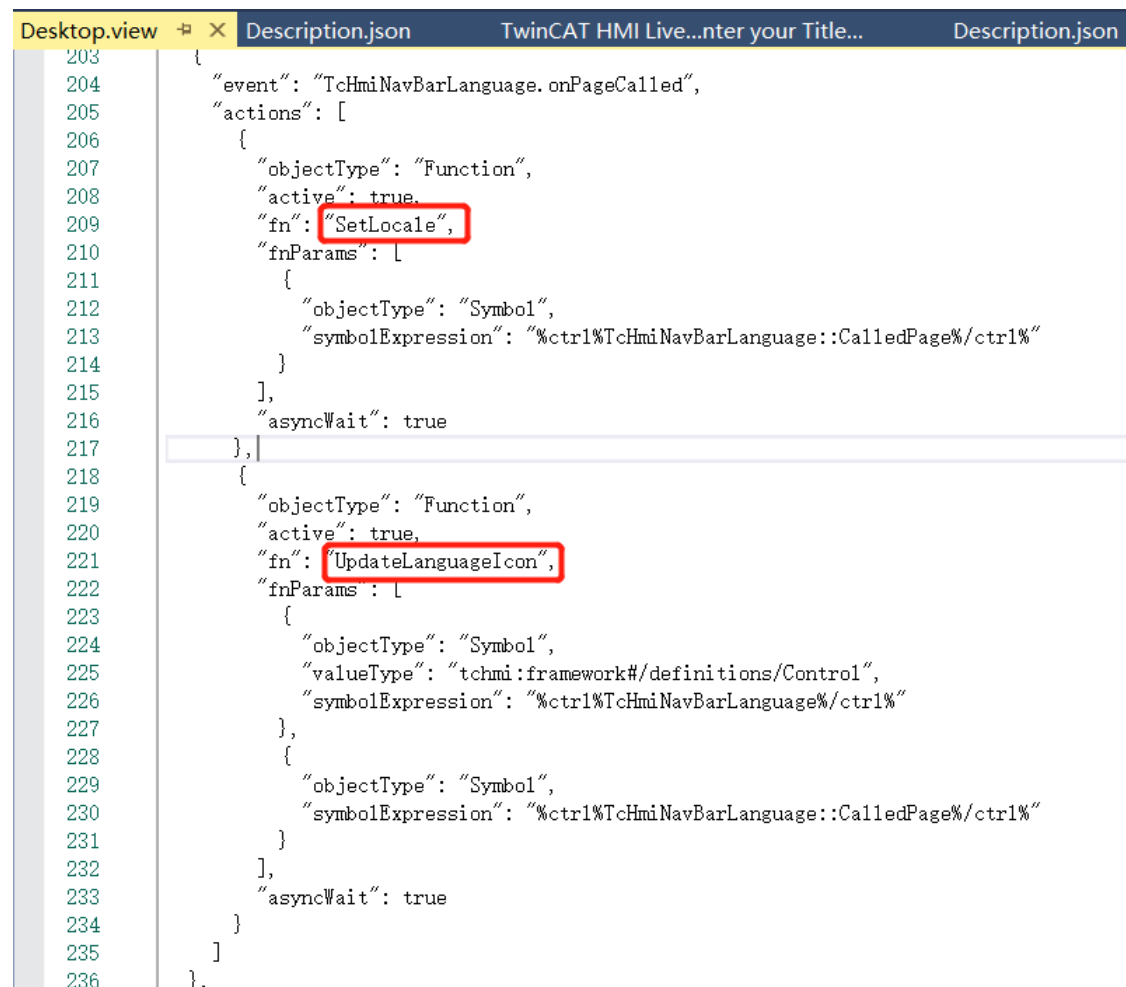 Desktop.view Description.json TwinCAT HMI Live...nter your Title... Description.json
203 {
204 "event": "TcHmiNavBarLanguage.onPageCalled",
205 "actions": [
206 {
207 "objectType": "Function",
208 "active": true,
209 "fn": "SetLocale",
210 "fnParams": [
211 {
212 "objectType": "Symbol",
213 "symbolExpression": "%ctrl%TcHmiNavBarLanguage::CalledPage%/ctrl%"
214 }
215 ],
216 "asyncWait": true
217 },
218 {
219 "objectType": "Function",
220 "active": true,
221 "fn": "UpdateLanguageIcon",
222 "fnParams": [
223 {
224 "objectType": "Symbol",
225 "valueType": "tchmi:framework#/definitions/Control",
226 "symbolExpression": "%ctrl%TcHmiNavBarLanguage%/ctrl%"
227 },
228 {
229 "objectType": "Symbol",
230 "symbolExpression": "%ctrl%TcHmiNavBarLanguage::CalledPage%/ctrl%"
231 }
232 ],
233 "asyncWait": true
234 }
235 ]
236 },